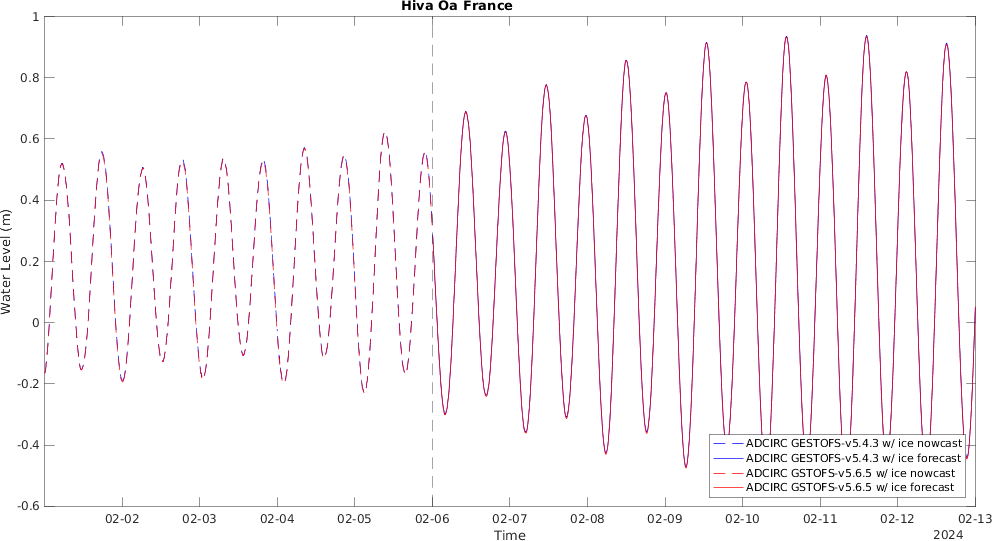 Hiva Oa France
1
0.8
0.6
0.4
0.2
0
-0.2
-0.4
-0.6
Water Level (m)
ADCIRC GESTOFS-v5.4.3 w/ ice nowcast
ADCIRC GESTOFS-v5.4.3 w/ ice forecast
ADCIRC GSTOFS-v5.6.5 w/ ice nowcast
ADCIRC GSTOFS-v5.6.5 w/ ice forecast
02-02 02-03 02-04 02-05 02-06 02-07 02-08 02-09 02-10 02-11 02-12 02-13
Time 2024